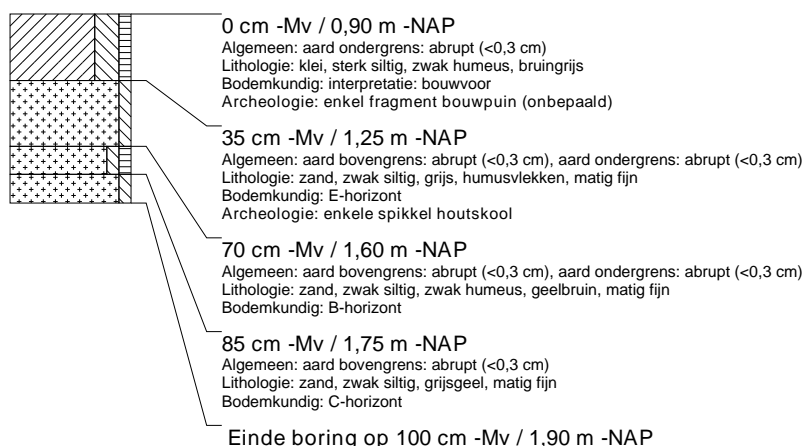 0 cm -Mv / 0,90 m -NAP
Algemeen: aard ondergrens: abrupt (<0,3 cm)
Lithologie: klei, sterk siltig, zwak humeus, bruingrijs
Bodemkundig: interpretatie: bouwvoor
Archeologie: enkel fragment bouwpuin (onbepaald)
35 cm -Mv / 1,25 m -NAP
Algemeen: aard bovengrens: abrupt (<0,3 cm), aard ondergrens: abrupt (<0,3 cm)
Lithologie: zand, zwak siltig, grijs, humusvlekken, matig fijn
Bodemkundig: E-horizont
Archeologie: enkele spikkel houtskool
70 cm -Mv / 1,60 m -NAP
Algemeen: aard bovengrens: abrupt (<0,3 cm), aard ondergrens: abrupt (<0,3 cm)
Lithologie: zand, zwak siltig, zwak humeus, geelbruin, matig fijn
Bodemkundig: B-horizont
85 cm -Mv / 1,75 m -NAP
Algemeen: aard bovengrens: abrupt (<0,3 cm)
Lithologie: zand, zwak siltig, grijsgeel, matig fijn
Bodemkundig: C-horizont
Einde boring op 100 cm -Mv / 1,90 m -NAP